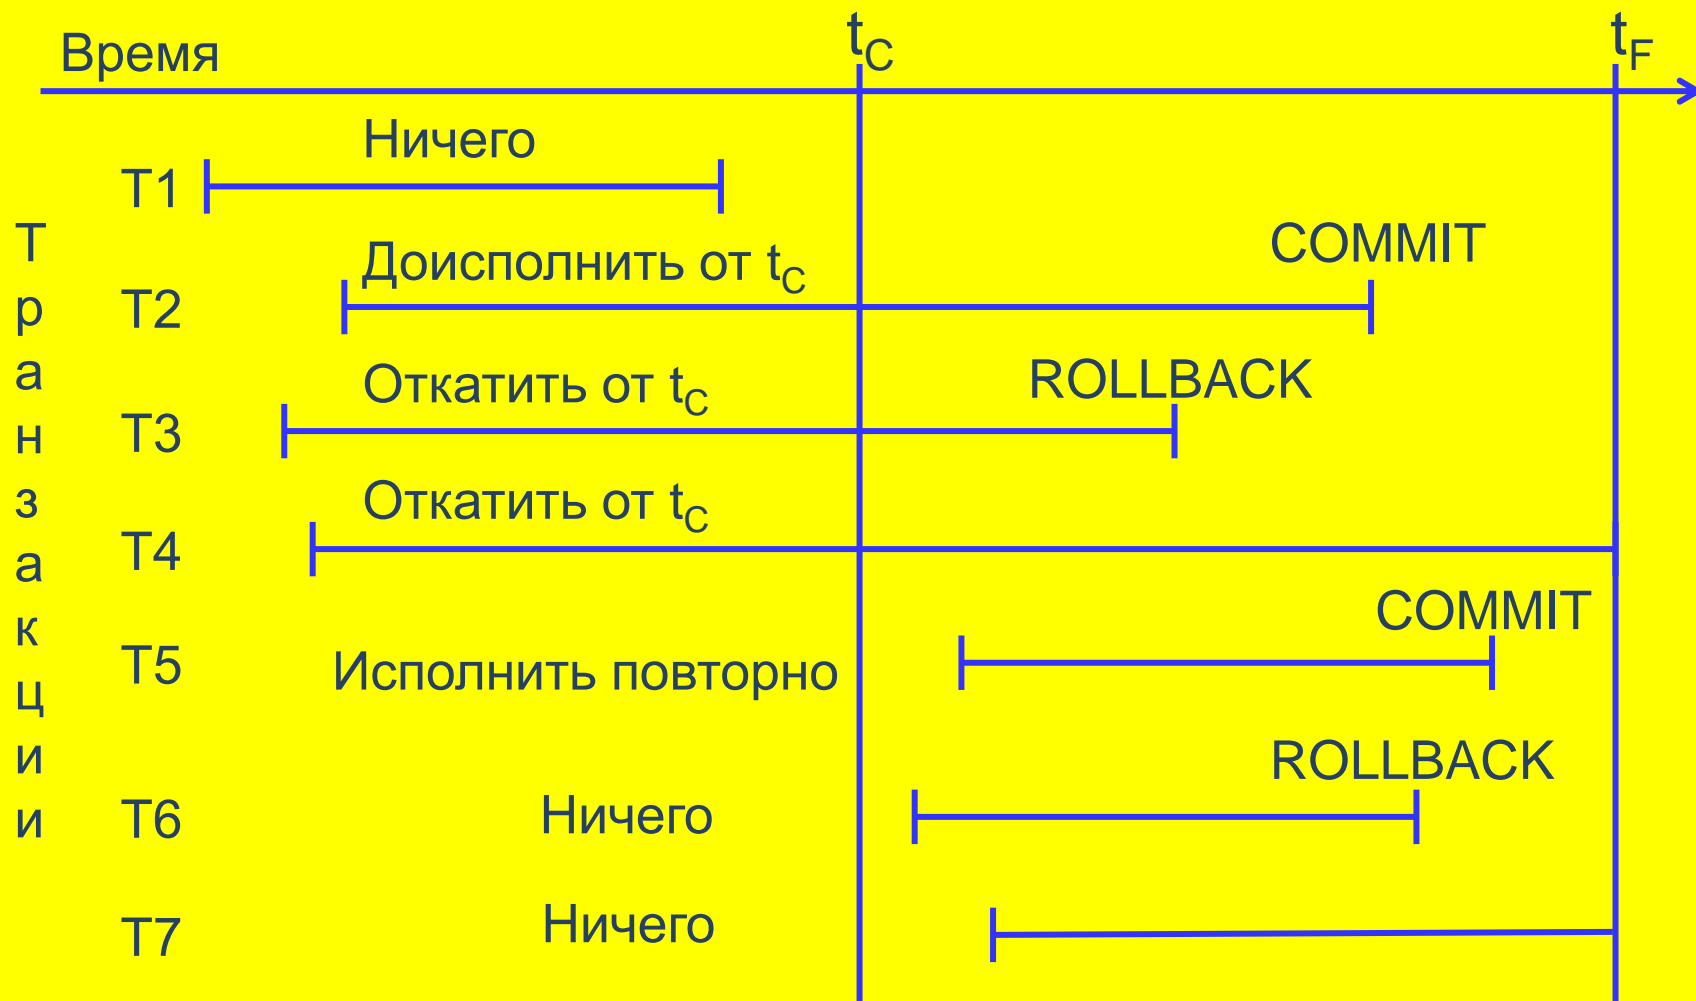 Время
tC
tF
Ничего
T1
COMMIT
Доисполнить от tC
T2
ROLLBACK
Откатить от tC
T3
Откатить от tC
T4
COMMIT
T5
Исполнить повторно
ROLLBACK
T6
Ничего
T7
Ничего
Транзакции